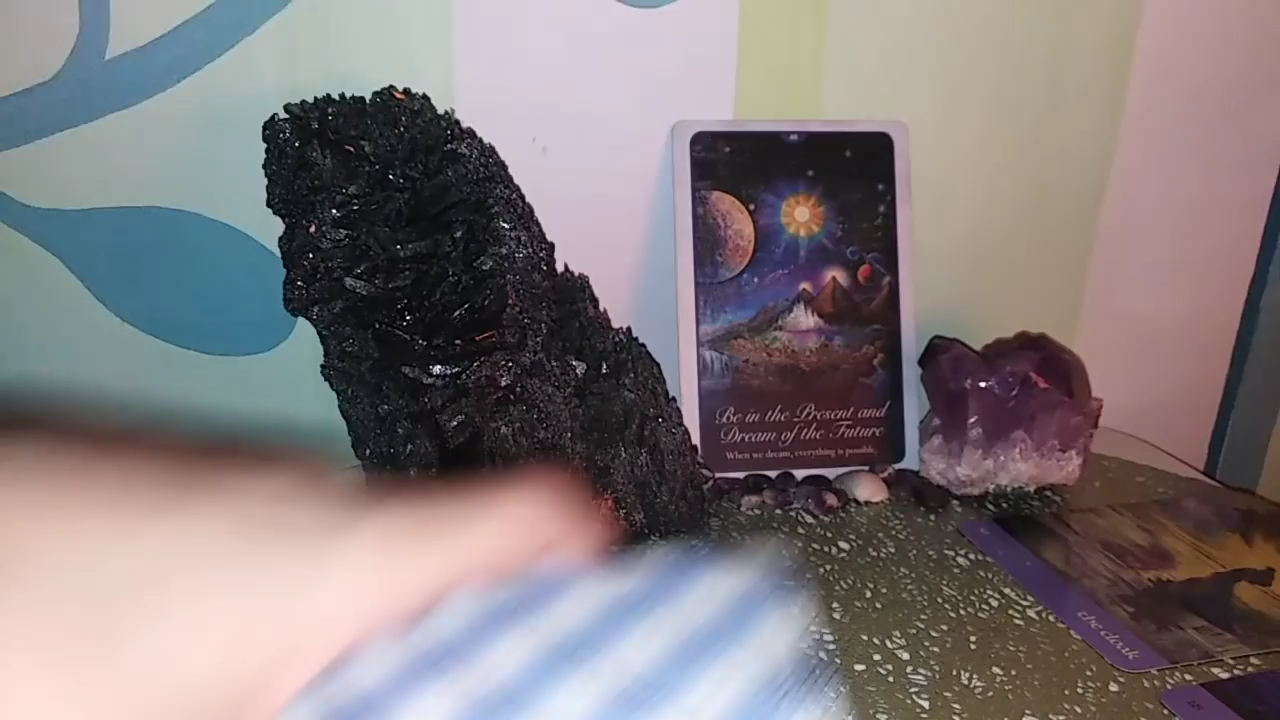 Be in the Present and
Dream of the Future
When we dream, everything is possible.
the cloak